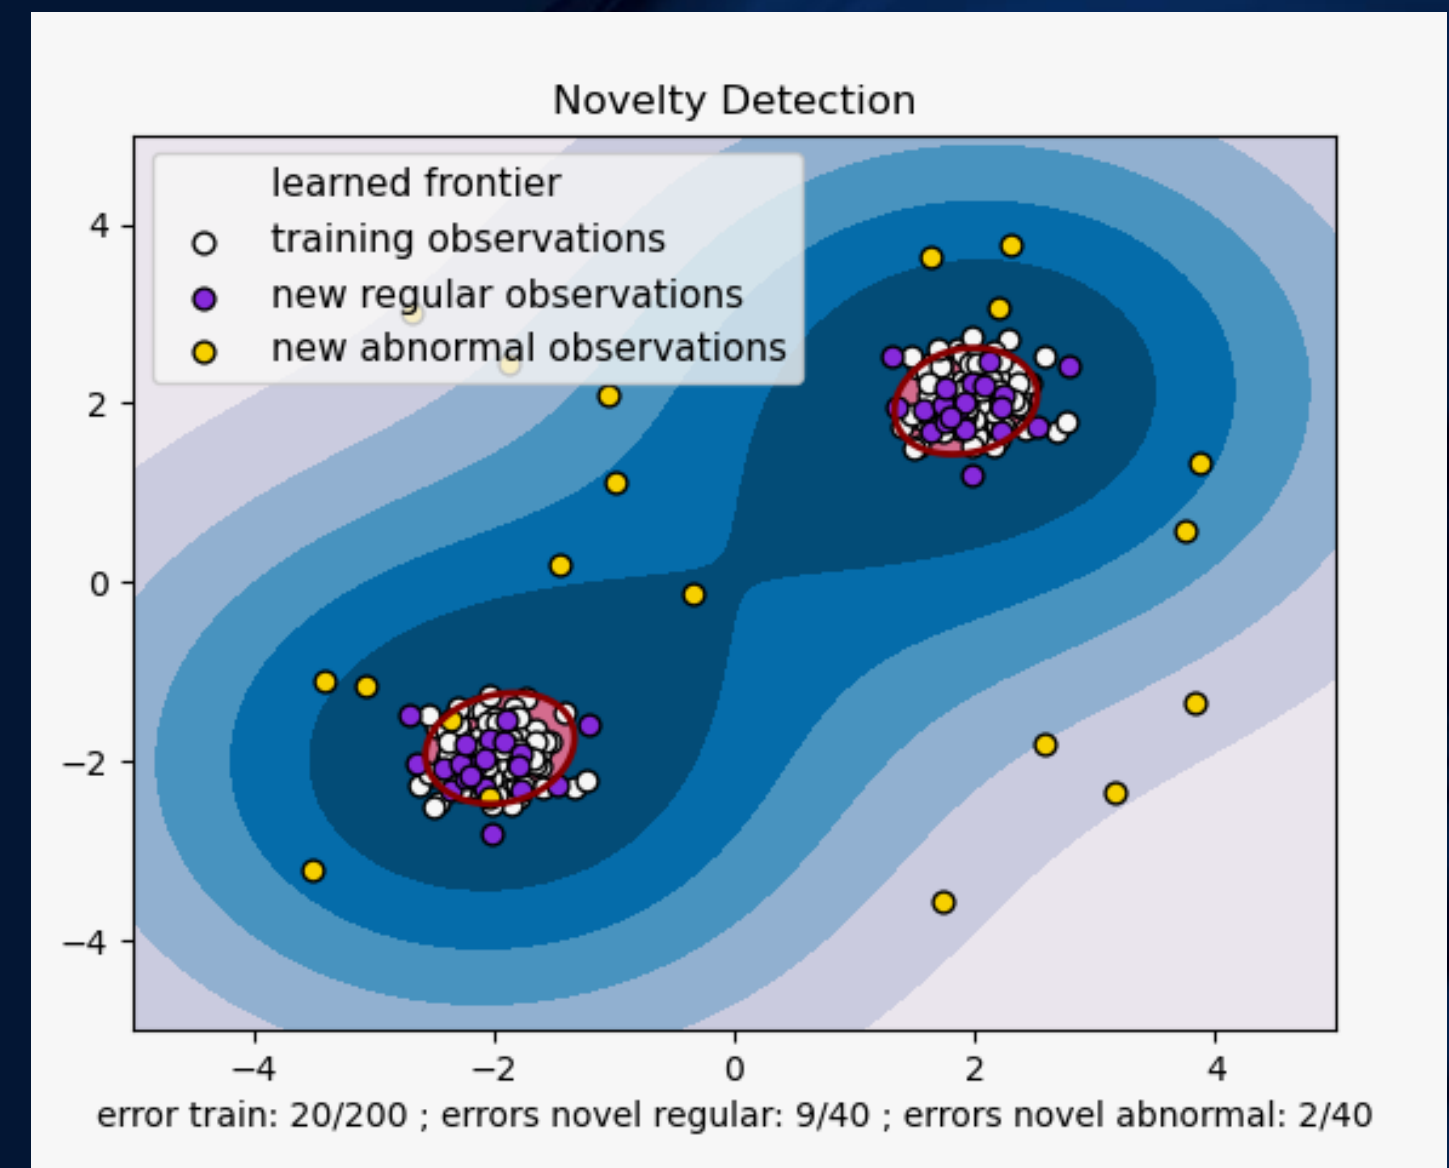 Novelty Detection
learned frontier
training observations
new regular observations
new abnormal observations
4
2
0
−2
−4
−4 −2 0 2 4
error train: 20/200 ; errors novel regular: 9/40 ; errors novel abnormal: 2/40